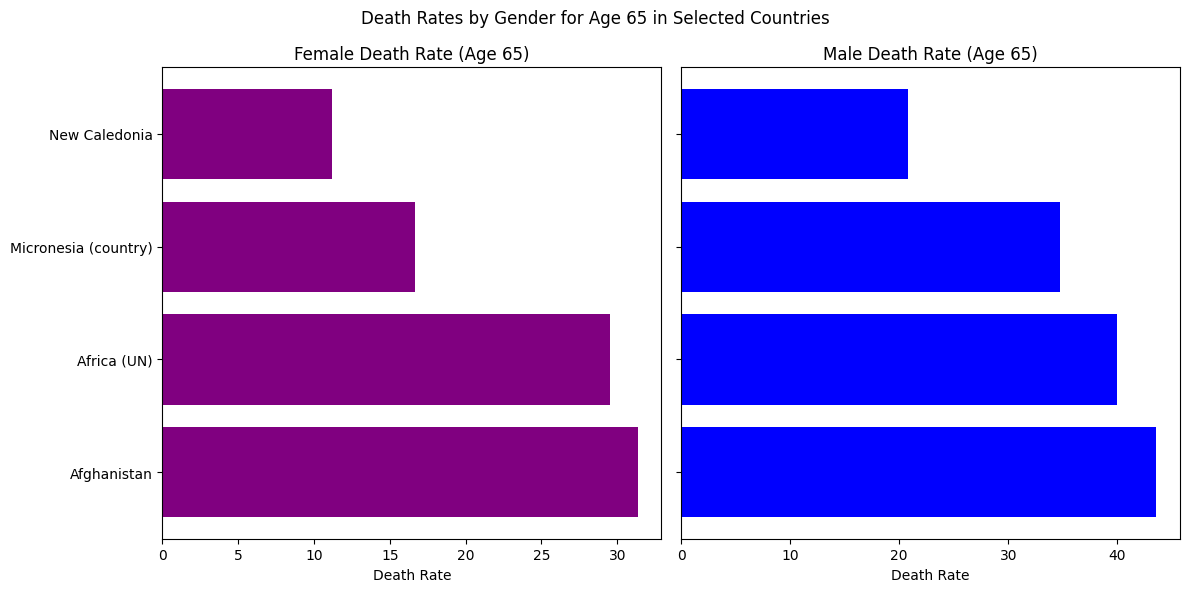 Death Rates by Gender for Age 65 in Selected Countries
Female Death Rate (Age 65)
New Caledonia
Micronesia (country)
Africa (UN)
Afghanistan
0 5 10 15 20 25 30
Death Rate
Male Death Rate (Age 65)
0 10 20 30 40
Death Rate